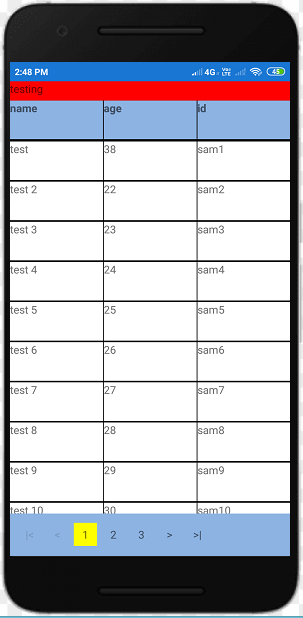 2:48 PM 4G Vo LTE 45
testing
name age id
test 38 sam1
test 2 22 sam2
test 3 23 sam3
test 4 24 sam4
test 5 25 sam5
test 6 26 sam6
test 7 27 sam7
test 8 28 sam8
test 9 29 sam9
test 10 30 sam10
|< < 1 2 3 > >|